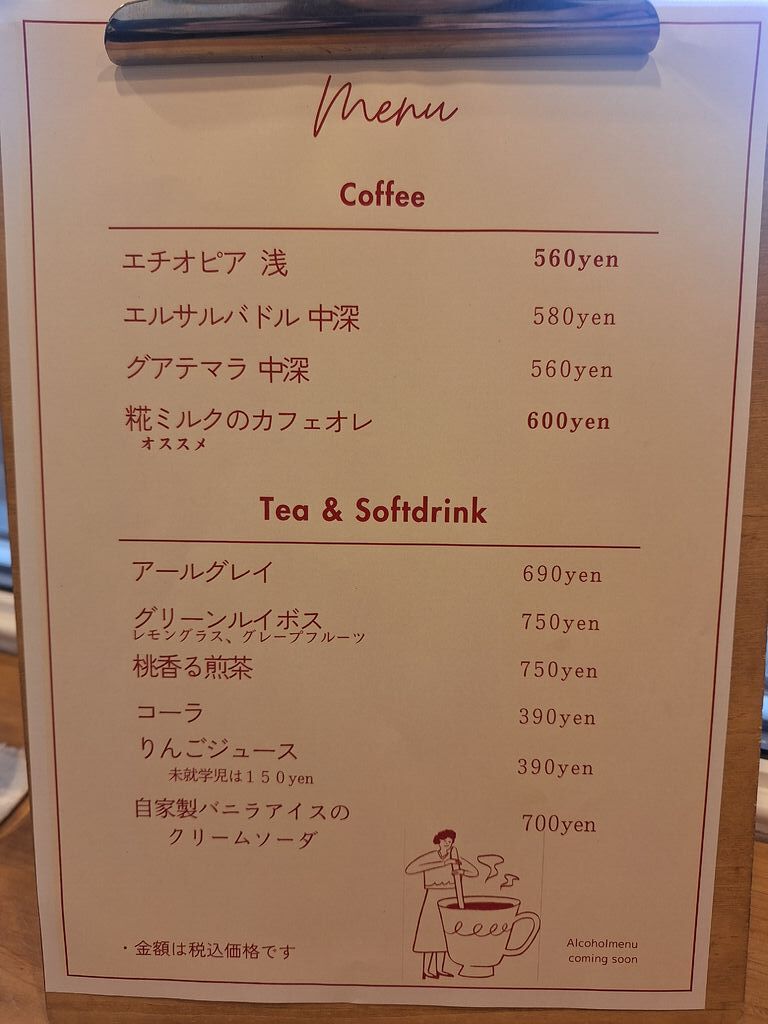 Menu
Coffee
エチオピア 浅 560yen
エルサルバドル 中深 580yen
グアテマラ 中深 560yen
糀ミルクのカフェオレ 600yen
オススメ
Tea & Softdrink
アールグレイ 690yen
グリーンルイボス 750yen
レモングラス、グレープフルーツ
桃香る煎茶 750yen
コーラ 390yen
りんごジュース 390yen
未就学児は150yen
自家製バニラアイスの 700yen
クリームソーダ
・金額は税込価格です
Alcoholmenu
coming soon